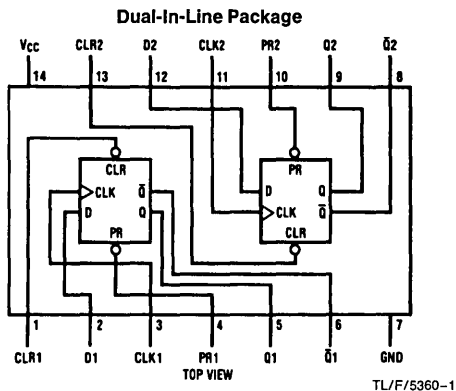 Dual-In-Line Package
VCC CLR2 D2 CLK2 PR2 Q2 Q̅2
14 13 12 11 10 9 8
CLR PR
CLK Q̅ D Q
D Q CLK Q̅
PR CLR
1 2 3 4 5 6 7
CLR1 D1 CLK1 PR1 Q1 Q̅1 GND
TOP VIEW
TL/F/5360–1